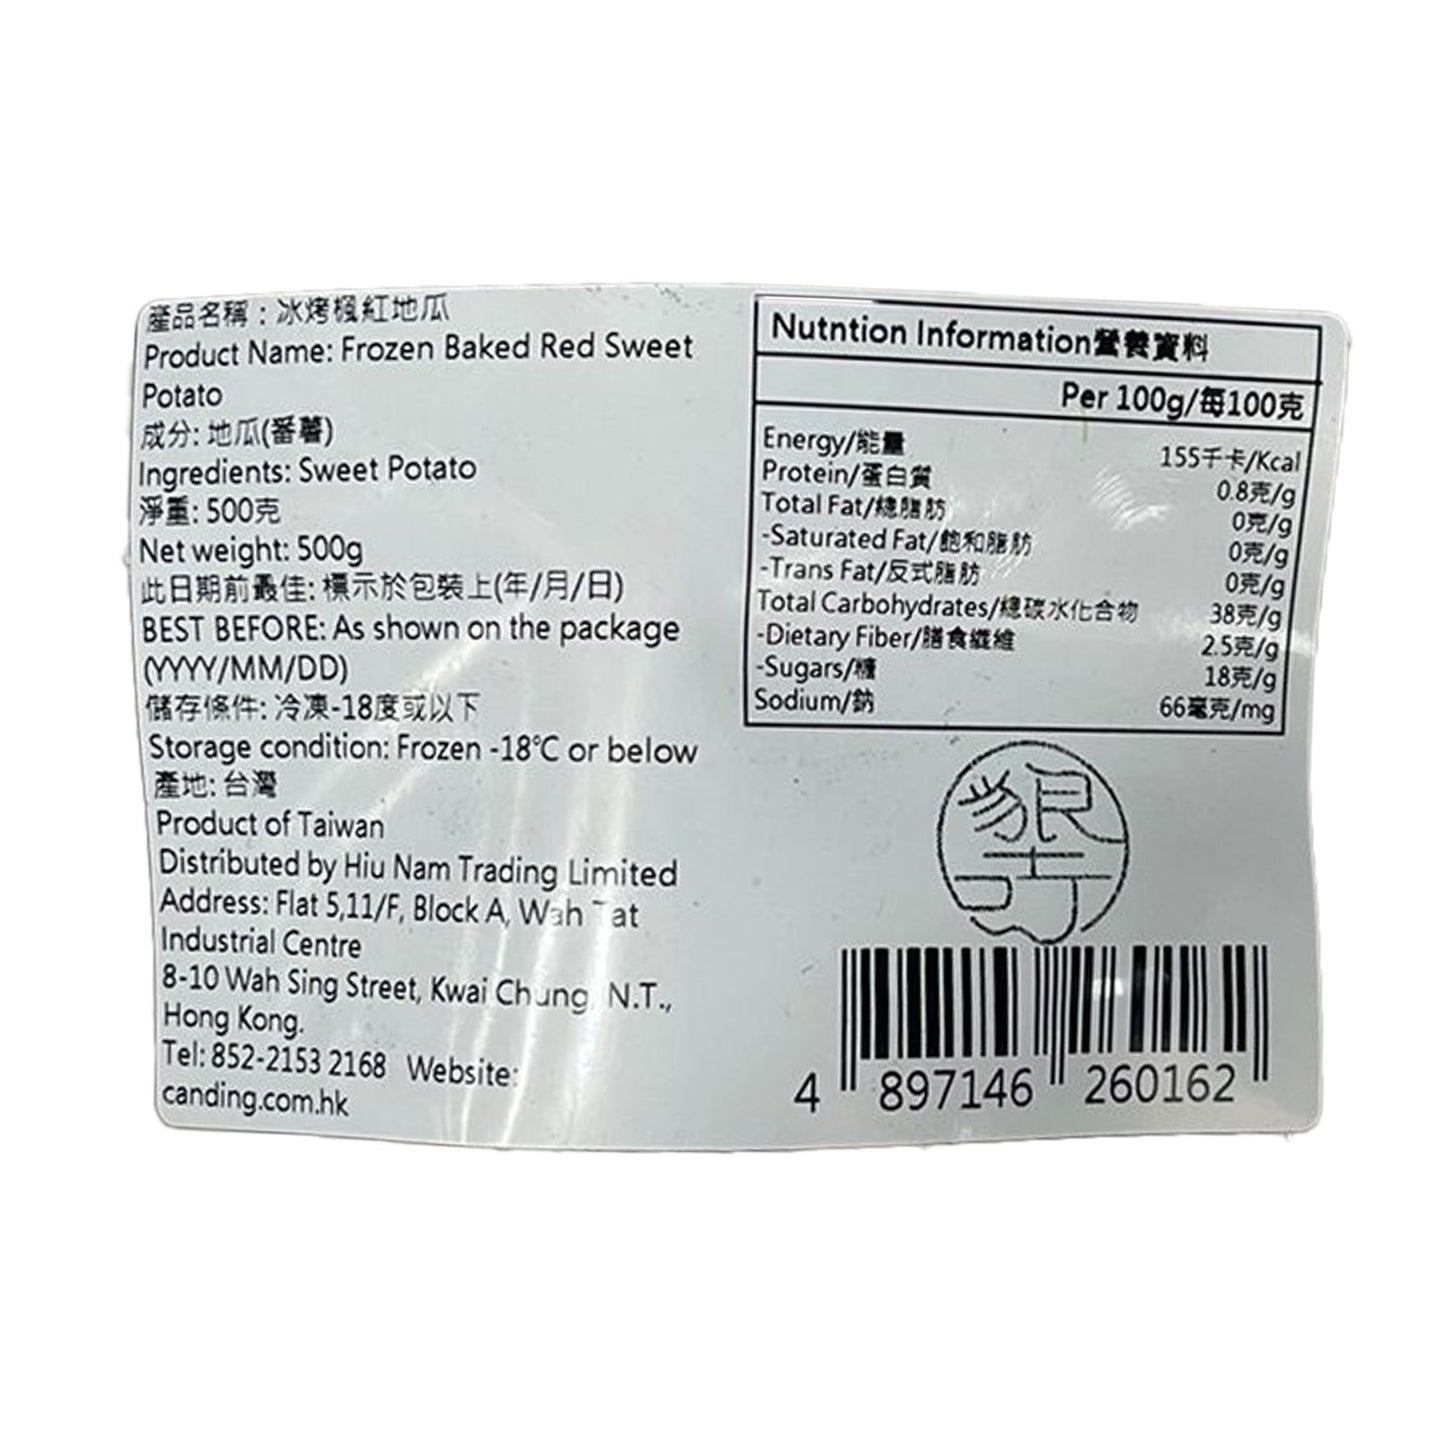 產品名稱：冰烤楓紅地瓜
Product Name: Frozen Baked Red Sweet
Potato
成分: 地瓜(番薯)
Ingredients: Sweet Potato
淨重: 500克
Net weight: 500g
此日期前最佳: 標示於包裝上(年/月/日)
BEST BEFORE: As shown on the package
(YYYY/MM/DD)
儲存條件: 冷凍-18度或以下
Storage condition: Frozen -18°C or below
產地: 台灣
Product of Taiwan
Distributed by Hiu Nam Trading Limited
Address: Flat 5,11/F, Block A, Wah Tat
Industrial Centre
8-10 Wah Sing Street, Kwai Chung, N.T.,
Hong Kong.
Tel: 852-2153 2168 Website:
canding.com.hk
Nutntion Information營養資料
Per 100g/每100克
Energy/能量 155千卡/Kcal
Protein/蛋白質 0.8克/g
Total Fat/總脂肪 0克/g
-Saturated Fat/飽和脂肪 0克/g
-Trans Fat/反式脂肪 0克/g
Total Carbohydrates/總碳水化合物 38克/g
-Dietary Fiber/膳食纖維 2.5克/g
-Sugars/糖 18克/g
Sodium/鈉 66毫克/mg
4 897146 260162